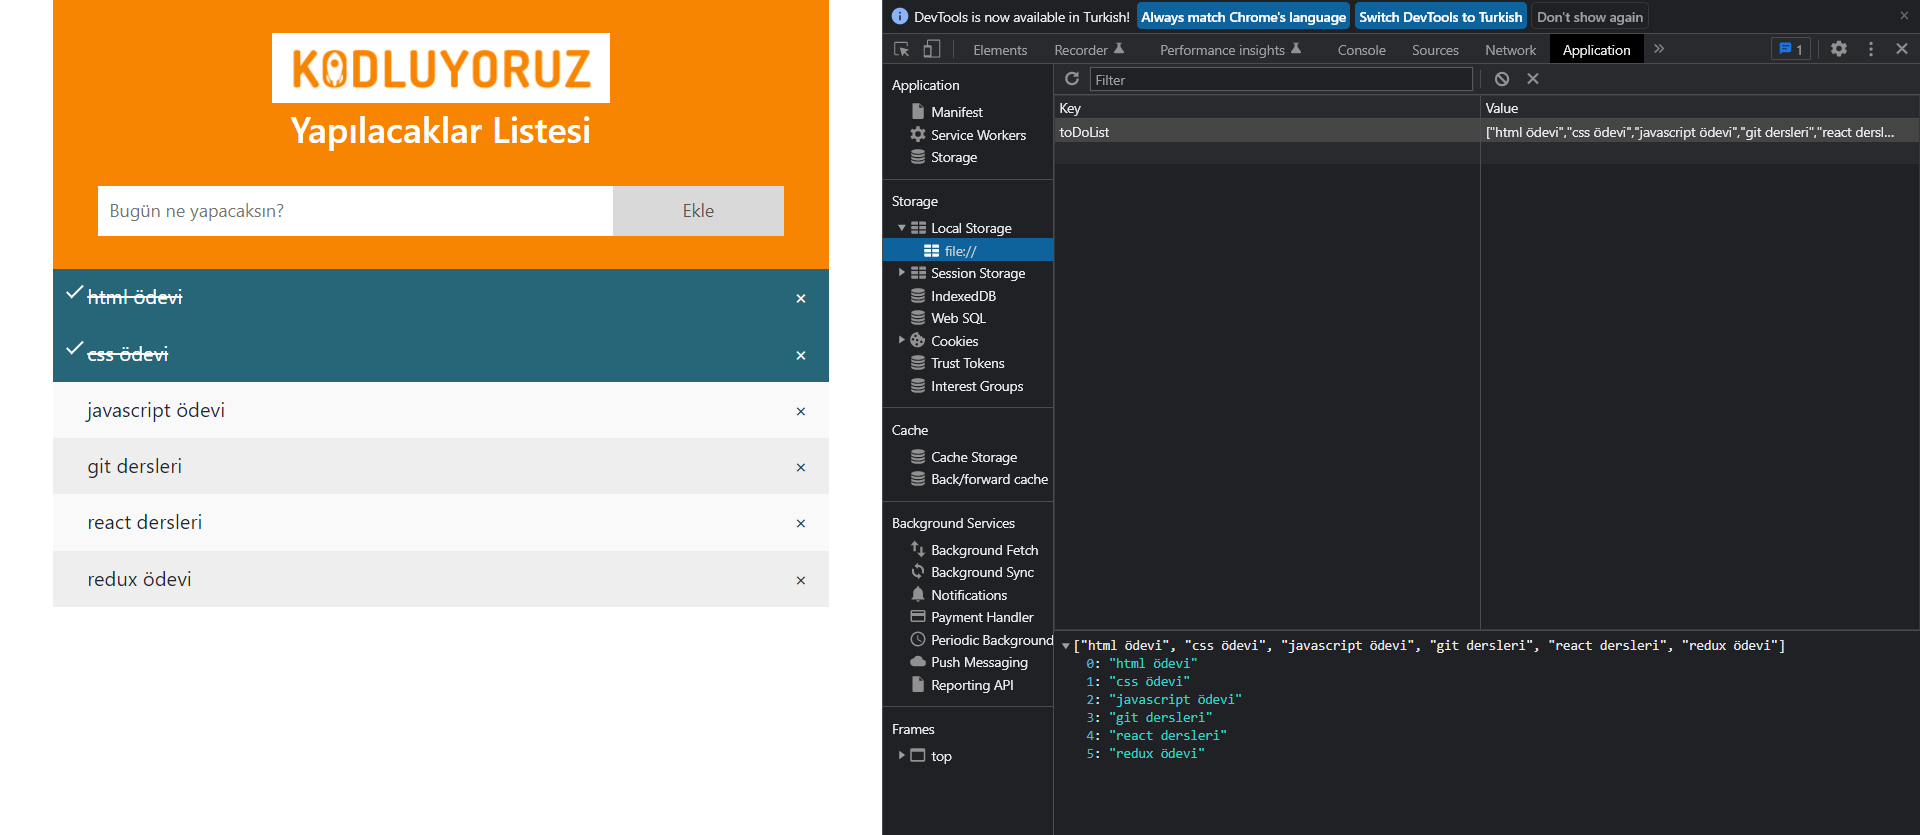 KODLUYORUZ
Yapılacaklar Listesi
Bugün ne yapacaksın?
Ekle
html ödevi ×
css ödevi ×
javascript ödevi ×
git dersleri ×
react dersleri ×
redux ödevi ×
DevTools is now available in Turkish! Always match Chrome's language Switch DevTools to Turkish Don't show again
Elements Recorder Performance insights Console Sources Network Application » 1
Application
Manifest
Service Workers
Storage
Storage
Local Storage
file://
Session Storage
IndexedDB
Web SQL
Cookies
Trust Tokens
Interest Groups
Cache
Cache Storage
Back/forward cache
Background Services
Background Fetch
Background Sync
Notifications
Payment Handler
Periodic Background
Push Messaging
Reporting API
Frames
top
Filter
Key Value
toDoList ["html ödevi","css ödevi","javascript ödevi","git dersleri","react dersl...
["html ödevi", "css ödevi", "javascript ödevi", "git dersleri", "react dersleri", "redux ödevi"]
0: "html ödevi"
1: "css ödevi"
2: "javascript ödevi"
3: "git dersleri"
4: "react dersleri"
5: "redux ödevi"